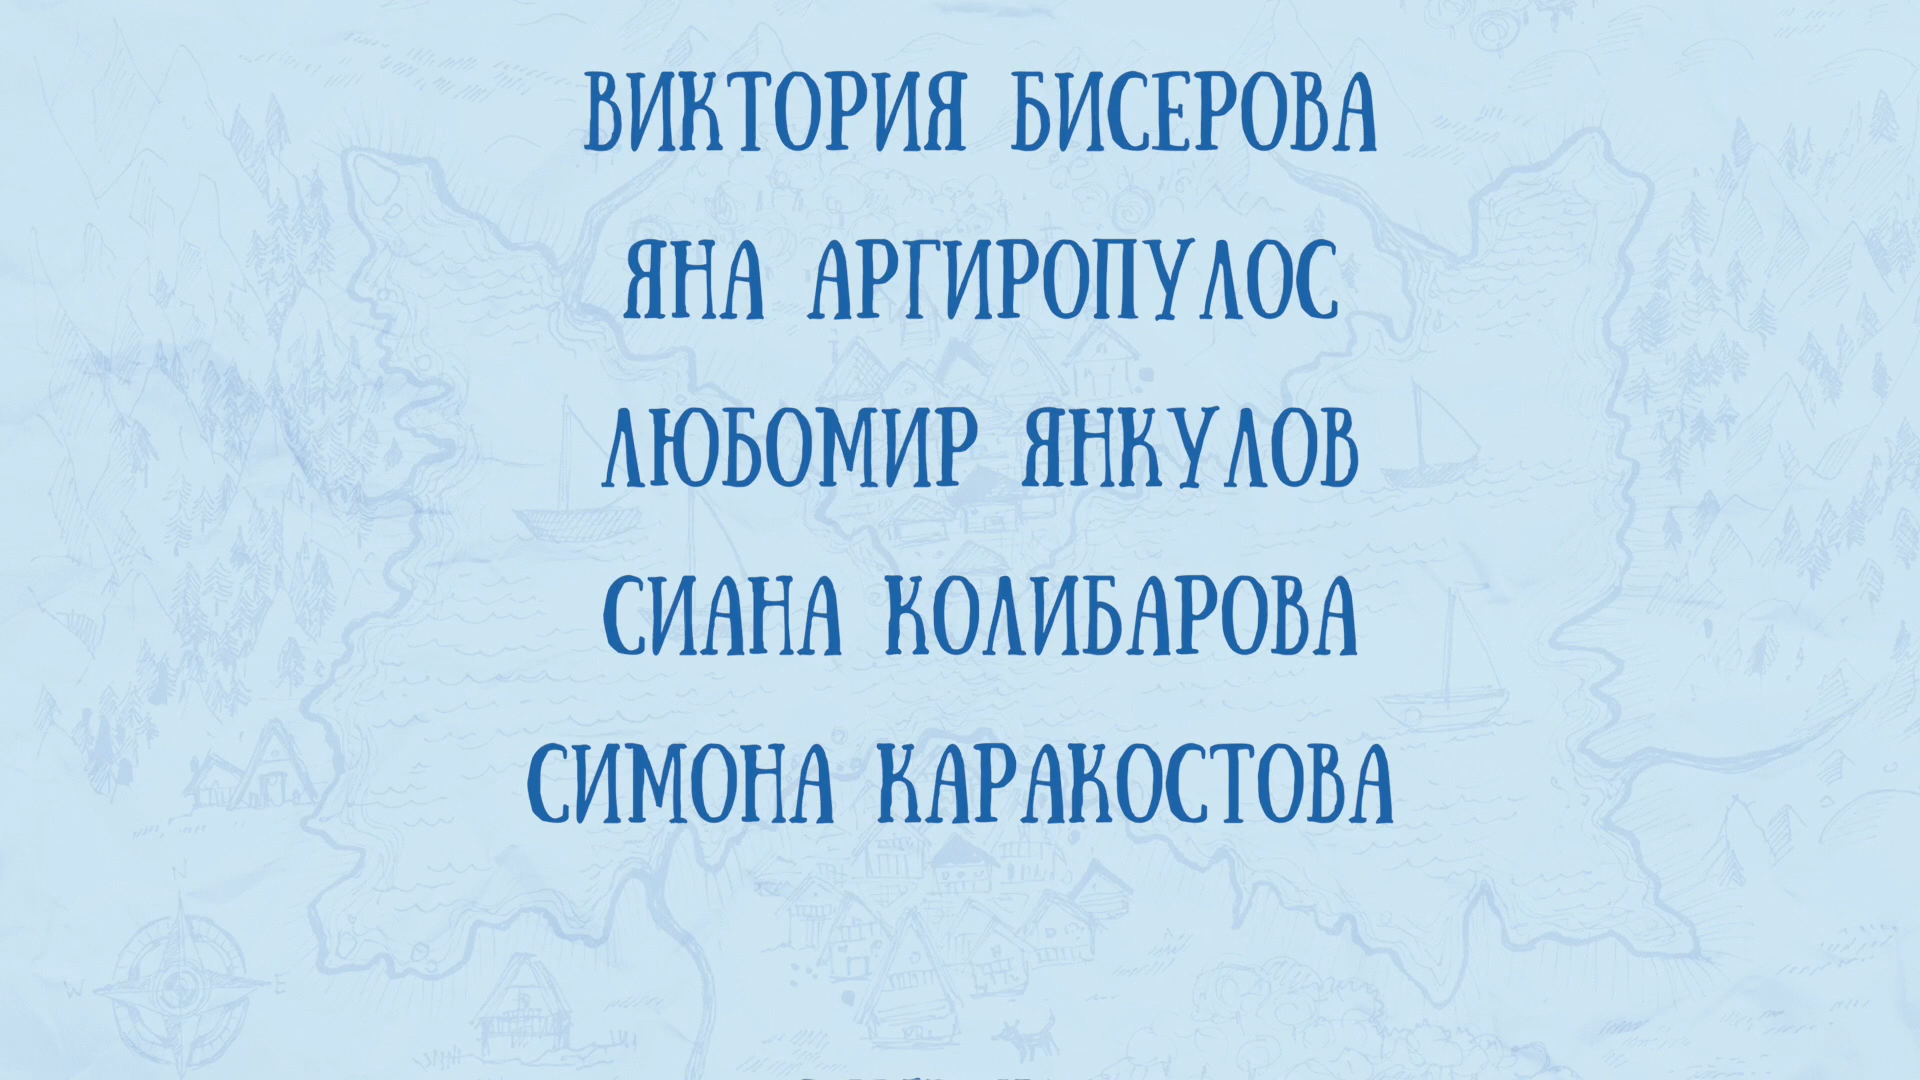 ВИКТОРИЯ БИСЕРОВА
ЯНА АРГИРОПУЛОС
ЛЮБОМИР ЯНКУЛОВ
СИАНА КОЛИБАРОВА
СИМОНА КАРАКОСТОВА
N
W
E